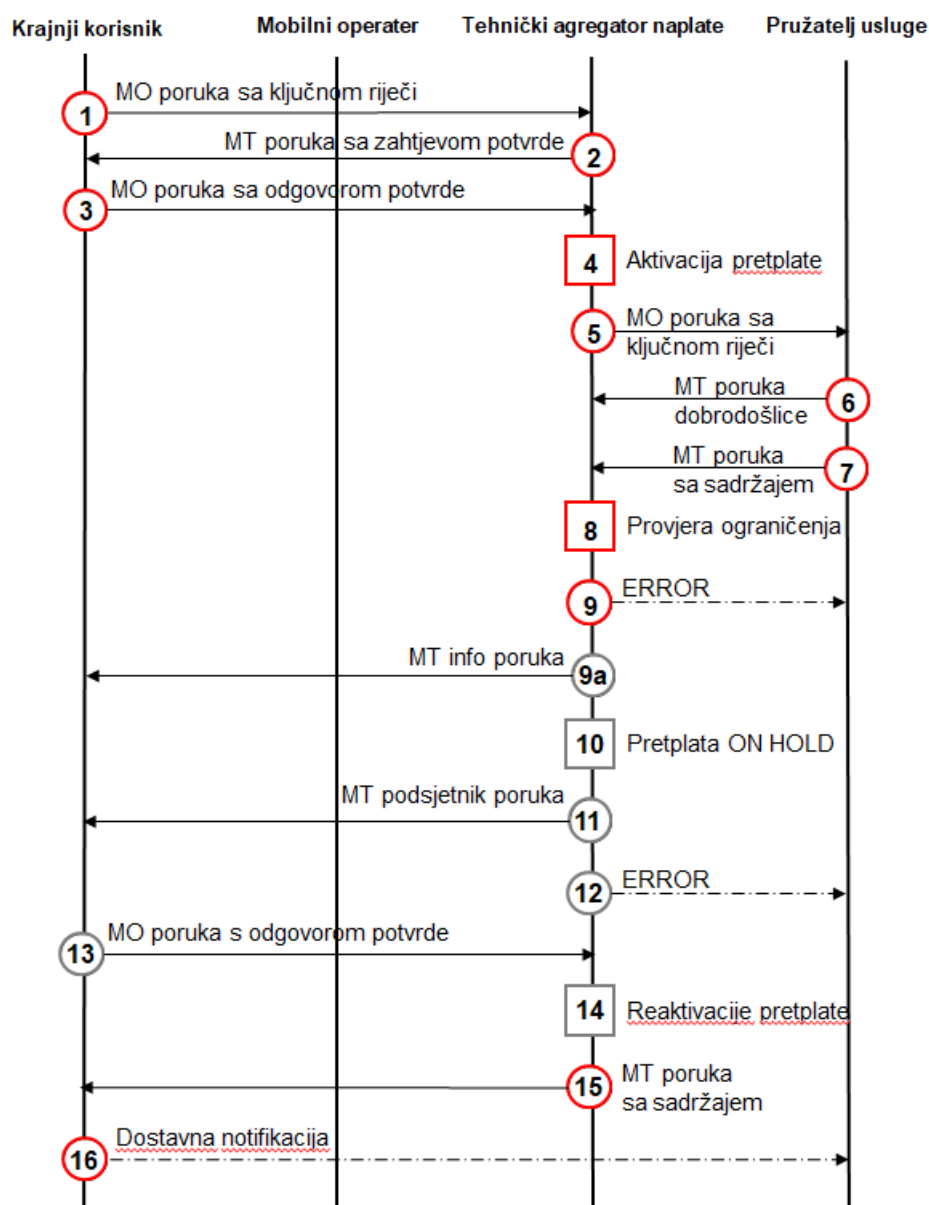 Krajnji korisnik Mobilni operater Tehnički agregator naplate Pružatelj usluge
1 MO poruka sa ključnom riječi
MT poruka sa zahtjevom potvrde 2
3 MO poruka sa odgovorom potvrde
4 Aktivacija pretplate
5 MO poruka sa
ključnom riječi
MT poruka
dobrodošlice 6
MT poruka
sa sadržajem 7
8 Provjera ograničenja
9 ERROR
MT info poruka 9a
10 Pretplata ON HOLD
MT podsjetnik poruka 11
12 ERROR
13 MO poruka s odgovorom potvrde
14 Reaktivacije pretplate
15 MT poruka
sa sadržajem
16 Dostavna notifikacija